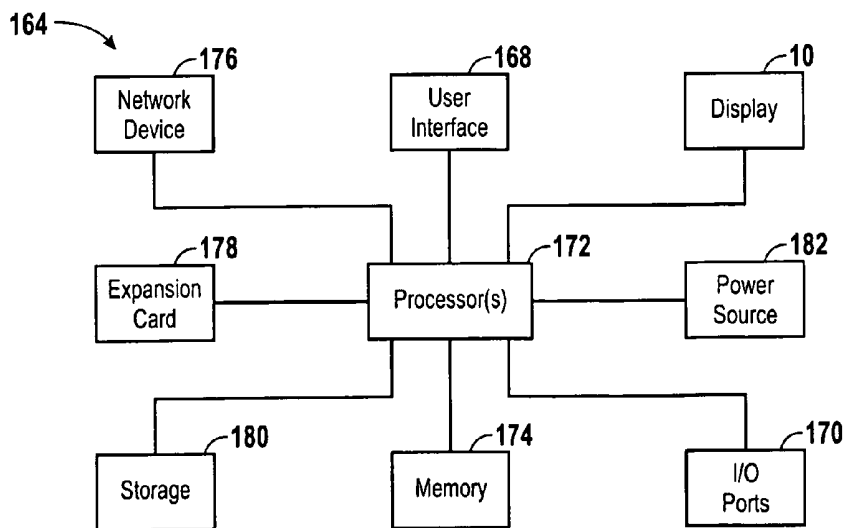 164
176
168
10
Network
Device
User
Interface
Display
178
172
182
Expansion
Card
Processor(s)
Power
Source
180
174
170
Storage
Memory
I/O
Ports